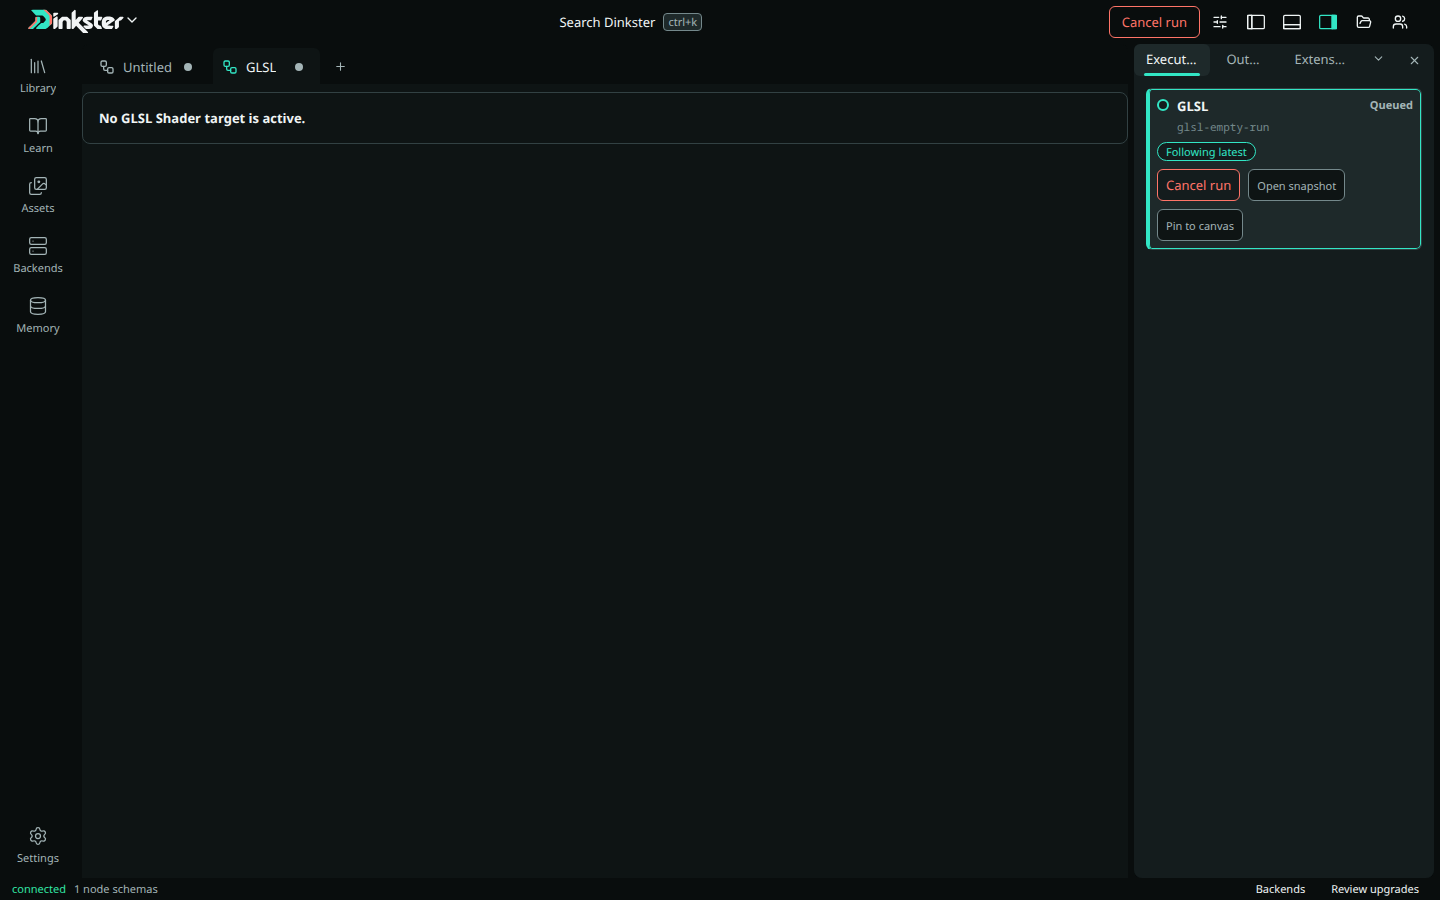 Dinkster
Search Dinkster ctrl+k
Cancel run
Library
Learn
Assets
Backends
Memory
Settings
Untitled
GLSL
No GLSL Shader target is active.
Execut...
Out...
Extens...
GLSL
Queued
glsl-empty-run
Following latest
Cancel run
Open snapshot
Pin to canvas
connected
1 node schemas
Backends
Review upgrades